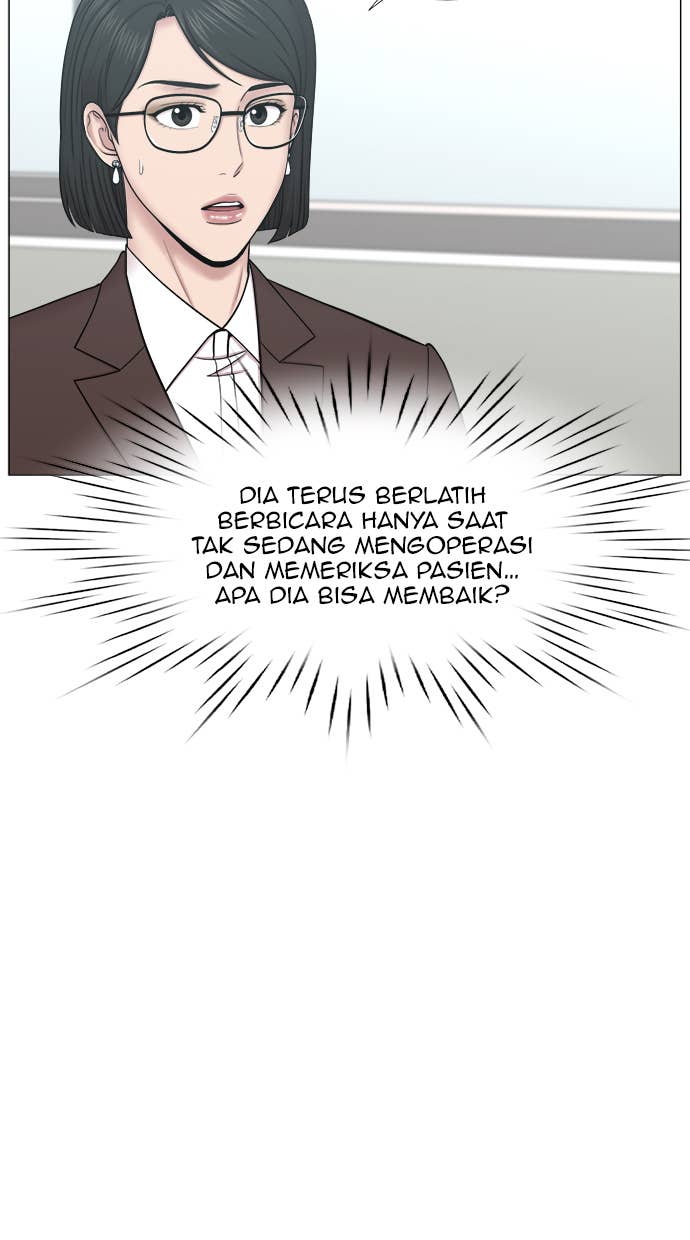 DIA TERUS BERLATIH
BERBICARA HANYA SAAT
TAK SEDANG MENGOPERASI
DAN MEMERIKSA PASIEN...
APA DIA BISA MEMBAIK?